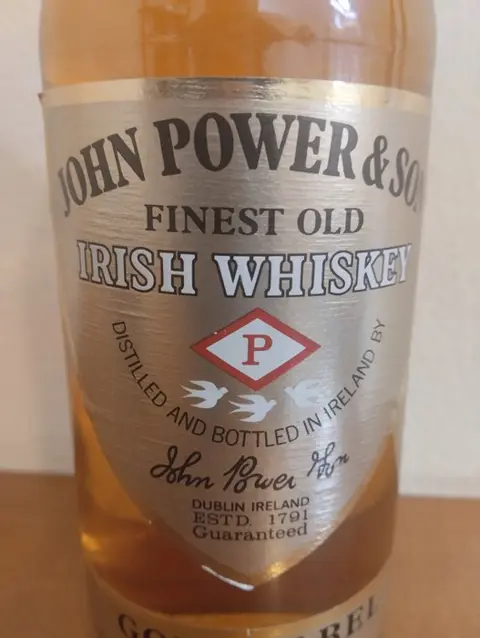 JOHN POWER & SO
FINEST OLD
IRISH WHISKEY
P
DISTILLED AND BOTTLED IN IRELAND BY
John Power & Son
DUBLIN IRELAND
ESTD. 1791
Guaranteed